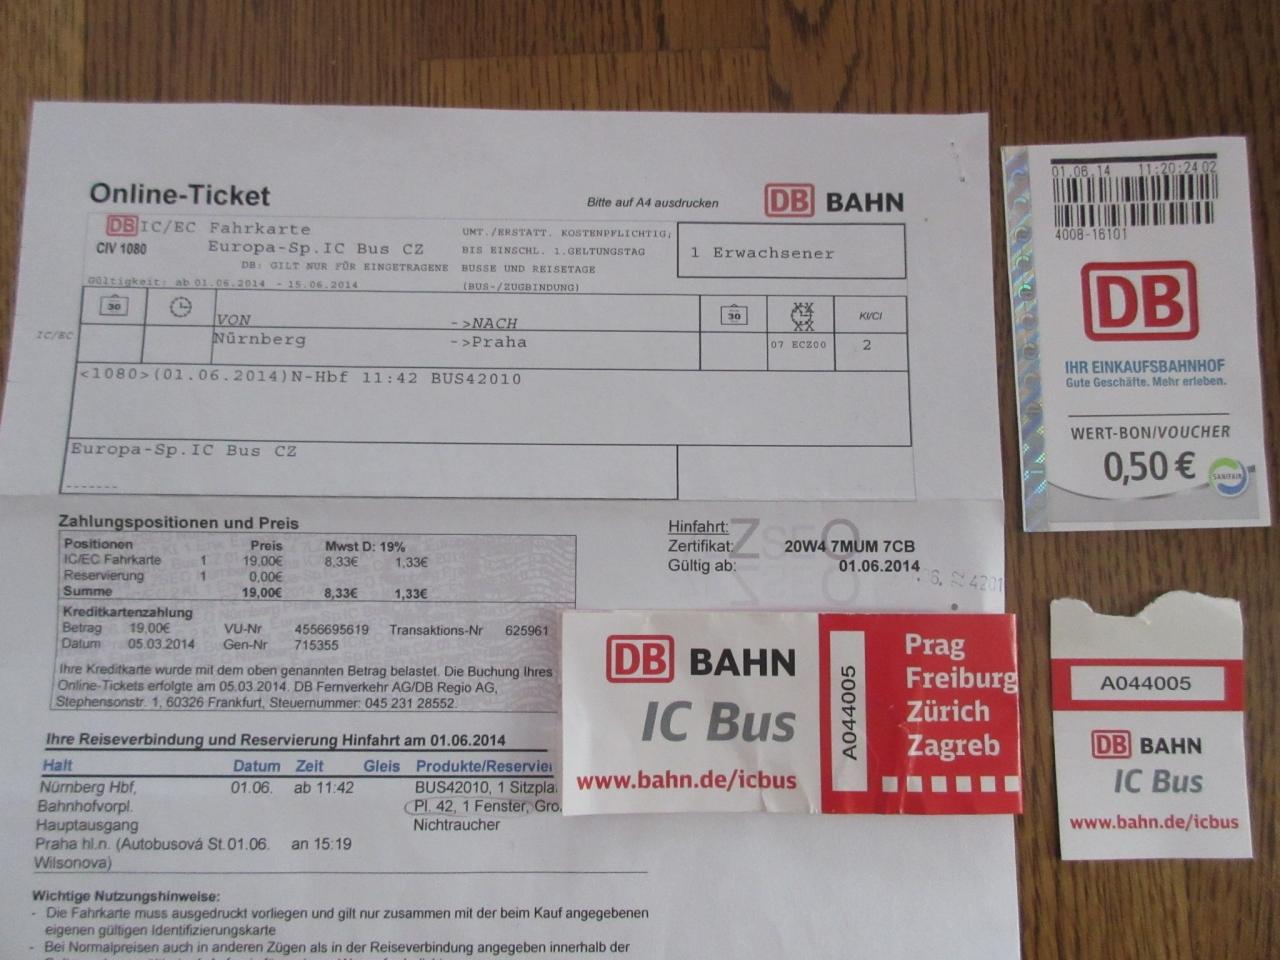 Online-Ticket
Bitte auf A4 ausdrucken
DB BAHN
DB IC/EC Fahrkarte
CIV 1080
Europa-Sp.IC Bus CZ
DB: GILT NUR FÜR EINGETRAGENE BUSSE UND REISETAGE
UMT./ERSTATT. KOSTENPFLICHTIG;
BIS EINSCHL. 1.GELTUNGSTAG
(BUS-/ZUGBINDUNG)
1 Erwachsener
Gültigkeit: ab 01.06.2014 - 15.06.2014
30
30
VON ->NACH
Kl/Cl
IC/EC
Nürnberg ->Praha
07 ECZ00
2
<1080>(01.06.2014)N-Hbf 11:42 BUS42010
Europa-Sp.IC Bus CZ
-------
Zahlungspositionen und Preis
Positionen Preis Mwst D: 19%
IC/EC Fahrkarte 1 19,00€ 8,33€ 1,33€
Reservierung 1 0,00€
Summe 19,00€ 8,33€ 1,33€
Kreditkartenzahlung
Betrag 19,00€ VU-Nr 4556695619 Transaktions-Nr 625961
Datum 05.03.2014 Gen-Nr 715355
Ihre Kreditkarte wurde mit dem oben genannten Betrag belastet. Die Buchung Ihres
Online-Tickets erfolgte am 05.03.2014. DB Fernverkehr AG/DB Regio AG,
Stephensonstr. 1, 60326 Frankfurt, Steuernummer: 045 231 28552.
Hinfahrt:
Zertifikat: 20W4 7MUM 7CB
Gültig ab: 01.06.2014
Ihre Reiseverbindung und Reservierung Hinfahrt am 01.06.2014
Halt Datum Zeit Gleis Produkte/Reservier
Nürnberg Hbf, 01.06. ab 11:42 BUS42010, 1 Sitzpla
Bahnhofvorpl. Pl. 42, 1 Fenster, Gro
Hauptausgang Nichtraucher
Praha hl.n. (Autobusová St. 01.06. an 15:19
Wilsonova)
Wichtige Nutzungshinweise:
- Die Fahrkarte muss ausgedruckt vorliegen und gilt nur zusammen mit der beim Kauf angegebenen
eigenen gültigen Identifizierungskarte
- Bei Normalpreisen auch in anderen Zügen als in der Reiseverbindung angegeben innerhalb der
DB BAHN
IC Bus
www.bahn.de/icbus
A044005
Prag
Freiburg
Zürich
Zagreb
01.06.14 11:20:24 02
4008-16101
DB
IHR EINKAUFSBAHNHOF
Gute Geschäfte. Mehr erleben.
WERT-BON/VOUCHER
0,50 €
SANIFAIR
A044005
DB BAHN
IC Bus
www.bahn.de/icbus